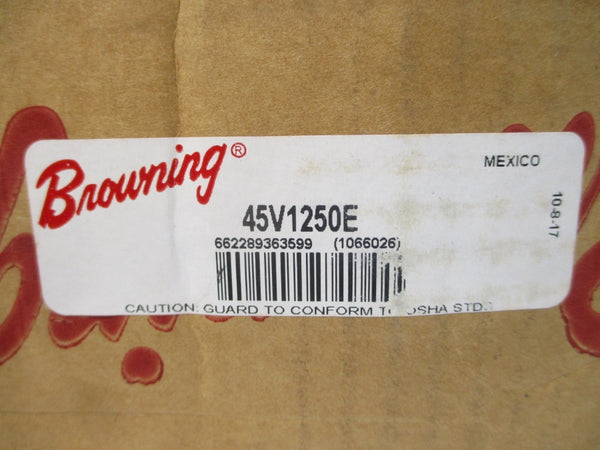 Browning®
MEXICO
45V1250E
662289363599 (1066026)
10-8-17
CAUTION: GUARD TO CONFORM TO OSHA STD.